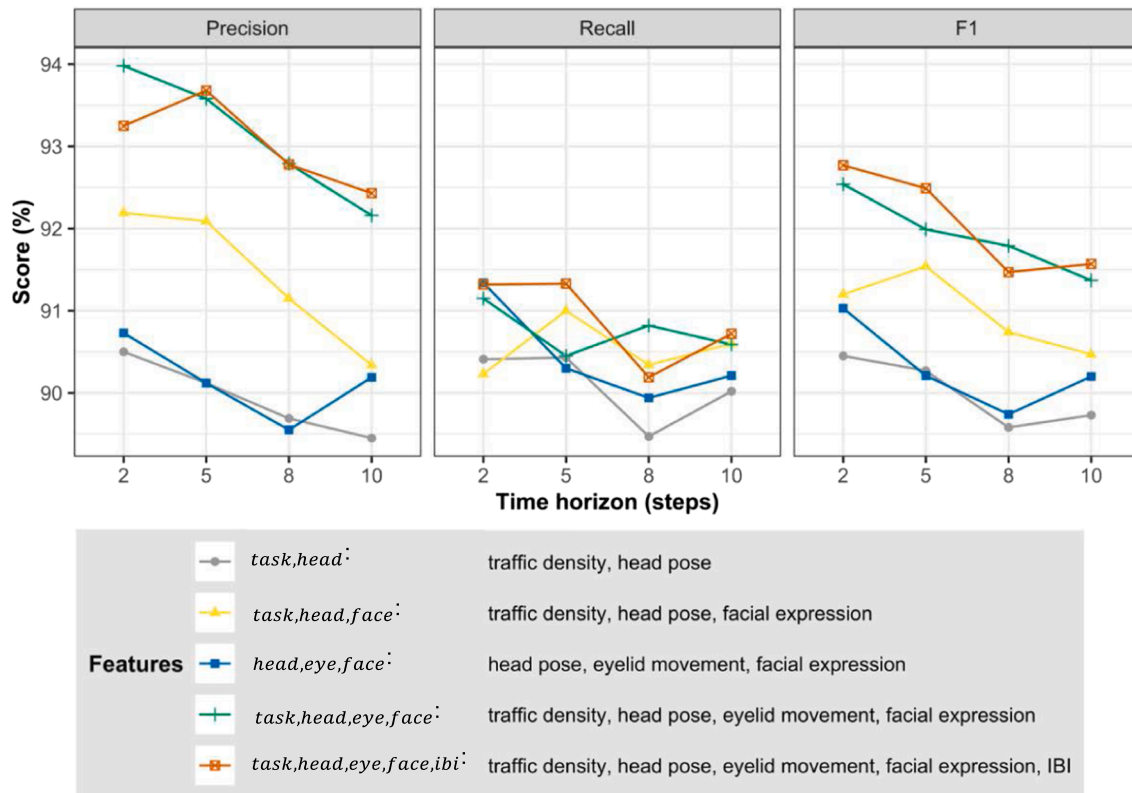 Precision Recall F1
94
93
92
91
90
Score (%)
2 5 8 10 2 5 8 10 2 5 8 10
Time horizon (steps)
Features
task,head: traffic density, head pose
task,head,face: traffic density, head pose, facial expression
head,eye,face: head pose, eyelid movement, facial expression
task,head,eye,face: traffic density, head pose, eyelid movement, facial expression
task,head,eye,face,ibi: traffic density, head pose, eyelid movement, facial expression, IBI